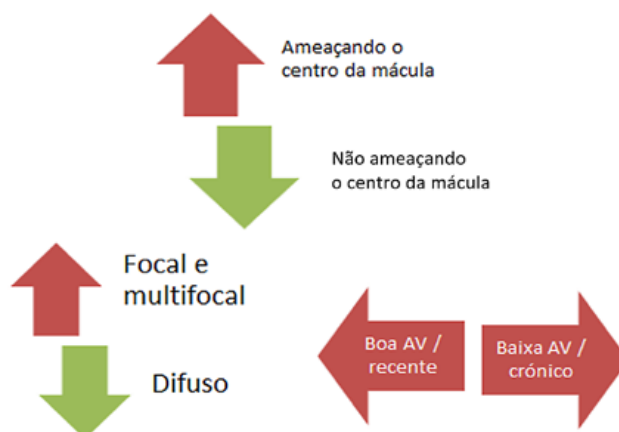 Ameaçando o
centro da mácula
Não ameaçando
o centro da mácula
Focal e
multifocal
Difuso
Boa AV /
recente
Baixa AV /
crónico